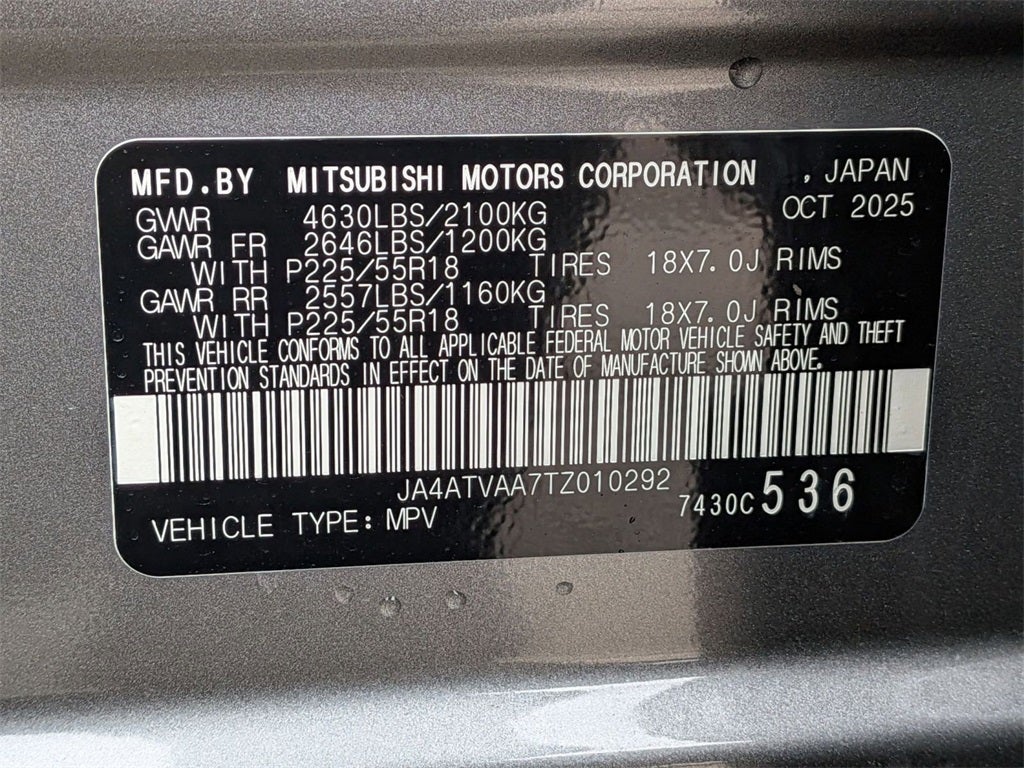 MFD.BY MITSUBISHI MOTORS CORPORATION , JAPAN
GVWR 4630LBS/2100KG OCT 2025
GAWR FR 2646LBS/1200KG
WITH P225/55R18 TIRES 18X7.0J RIMS
GAWR RR 2557LBS/1160KG
WITH P225/55R18 TIRES 18X7.0J RIMS
THIS VEHICLE CONFORMS TO ALL APPLICABLE FEDERAL MOTOR VEHICLE SAFETY AND THEFT
PREVENTION STANDARDS IN EFFECT ON THE DATE OF MANUFACTURE SHOWN ABOVE.
JA4ATVAA7TZ010292
7430C 536
VEHICLE TYPE: MPV